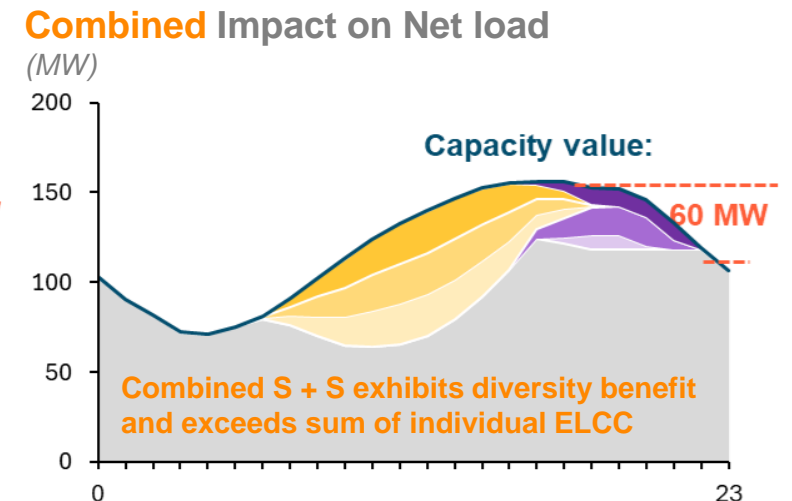 Combined Impact on Net load
(MW)
200
Capacity value:
150
60 MW
100
50
Combined S + S exhibits diversity benefit
and exceeds sum of individual ELCC
0
0 23